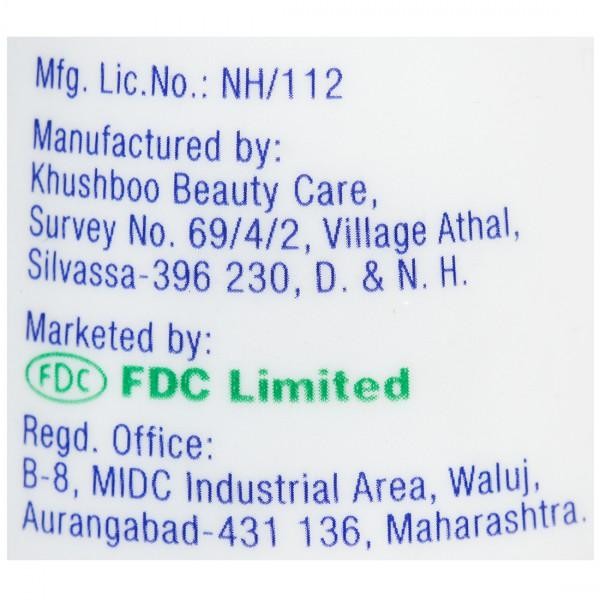 Mfg. Lic.No.: NH/112
Manufactured by:
Khushboo Beauty Care,
Survey No. 69/4/2, Village Athal,
Silvassa-396 230, D. & N. H.
Marketed by:
FDC FDC Limited
Regd. Office:
B-8, MIDC Industrial Area, Waluj,
Aurangabad-431 136, Maharashtra.